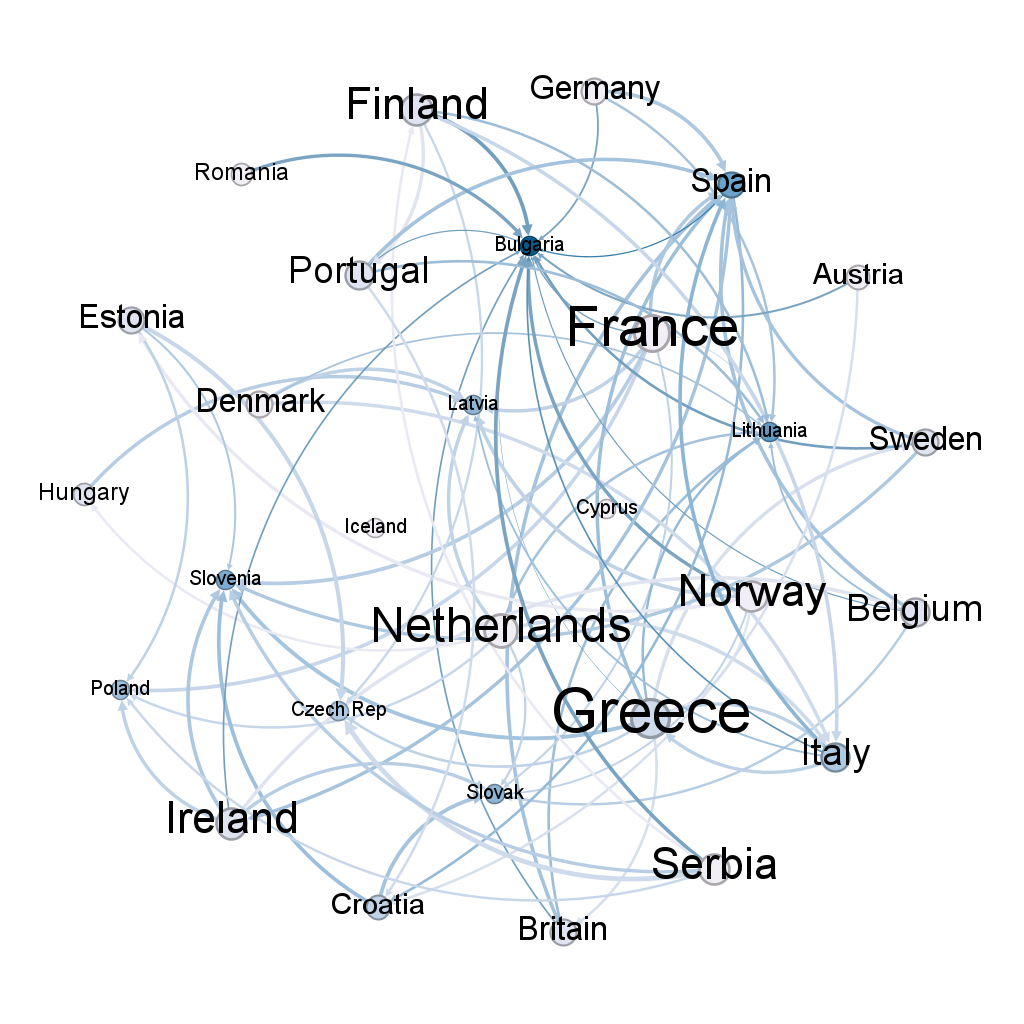 Germany
Finland
Romania
Spain
Bulgaria
Portugal
Austria
Estonia
France
Denmark
Latvia
Lithuania
Sweden
Hungary
Iceland
Cyprus
Slovenia
Norway
Netherlands
Belgium
Poland
Czech.Rep
Greece
Italy
Slovak
Ireland
Serbia
Croatia
Britain